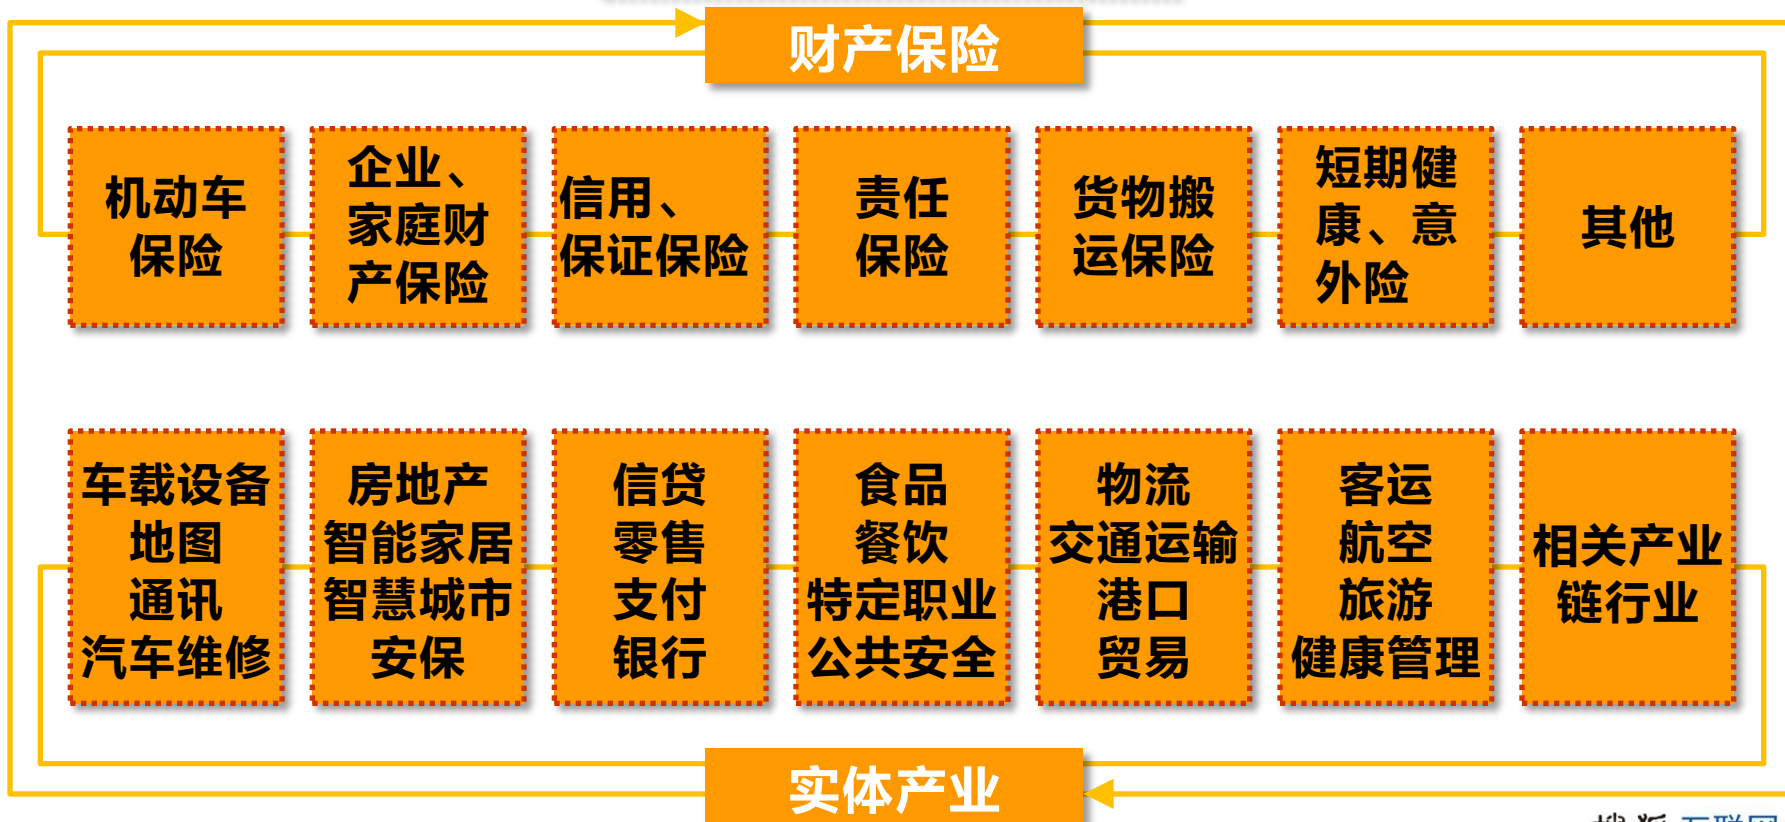 财产保险
机动车
保险
企业、
家庭财
产保险
信用、
保证保险
责任
保险
货物搬
运保险
短期健
康、意
外险
其他
车载设备
地图
通讯
汽车维修
房地产
智能家居
智慧城市
安保
信贷
零售
支付
银行
食品
餐饮
特定职业
公共安全
物流
交通运输
港口
贸易
客运
航空
旅游
健康管理
相关产业
链行业
实体产业